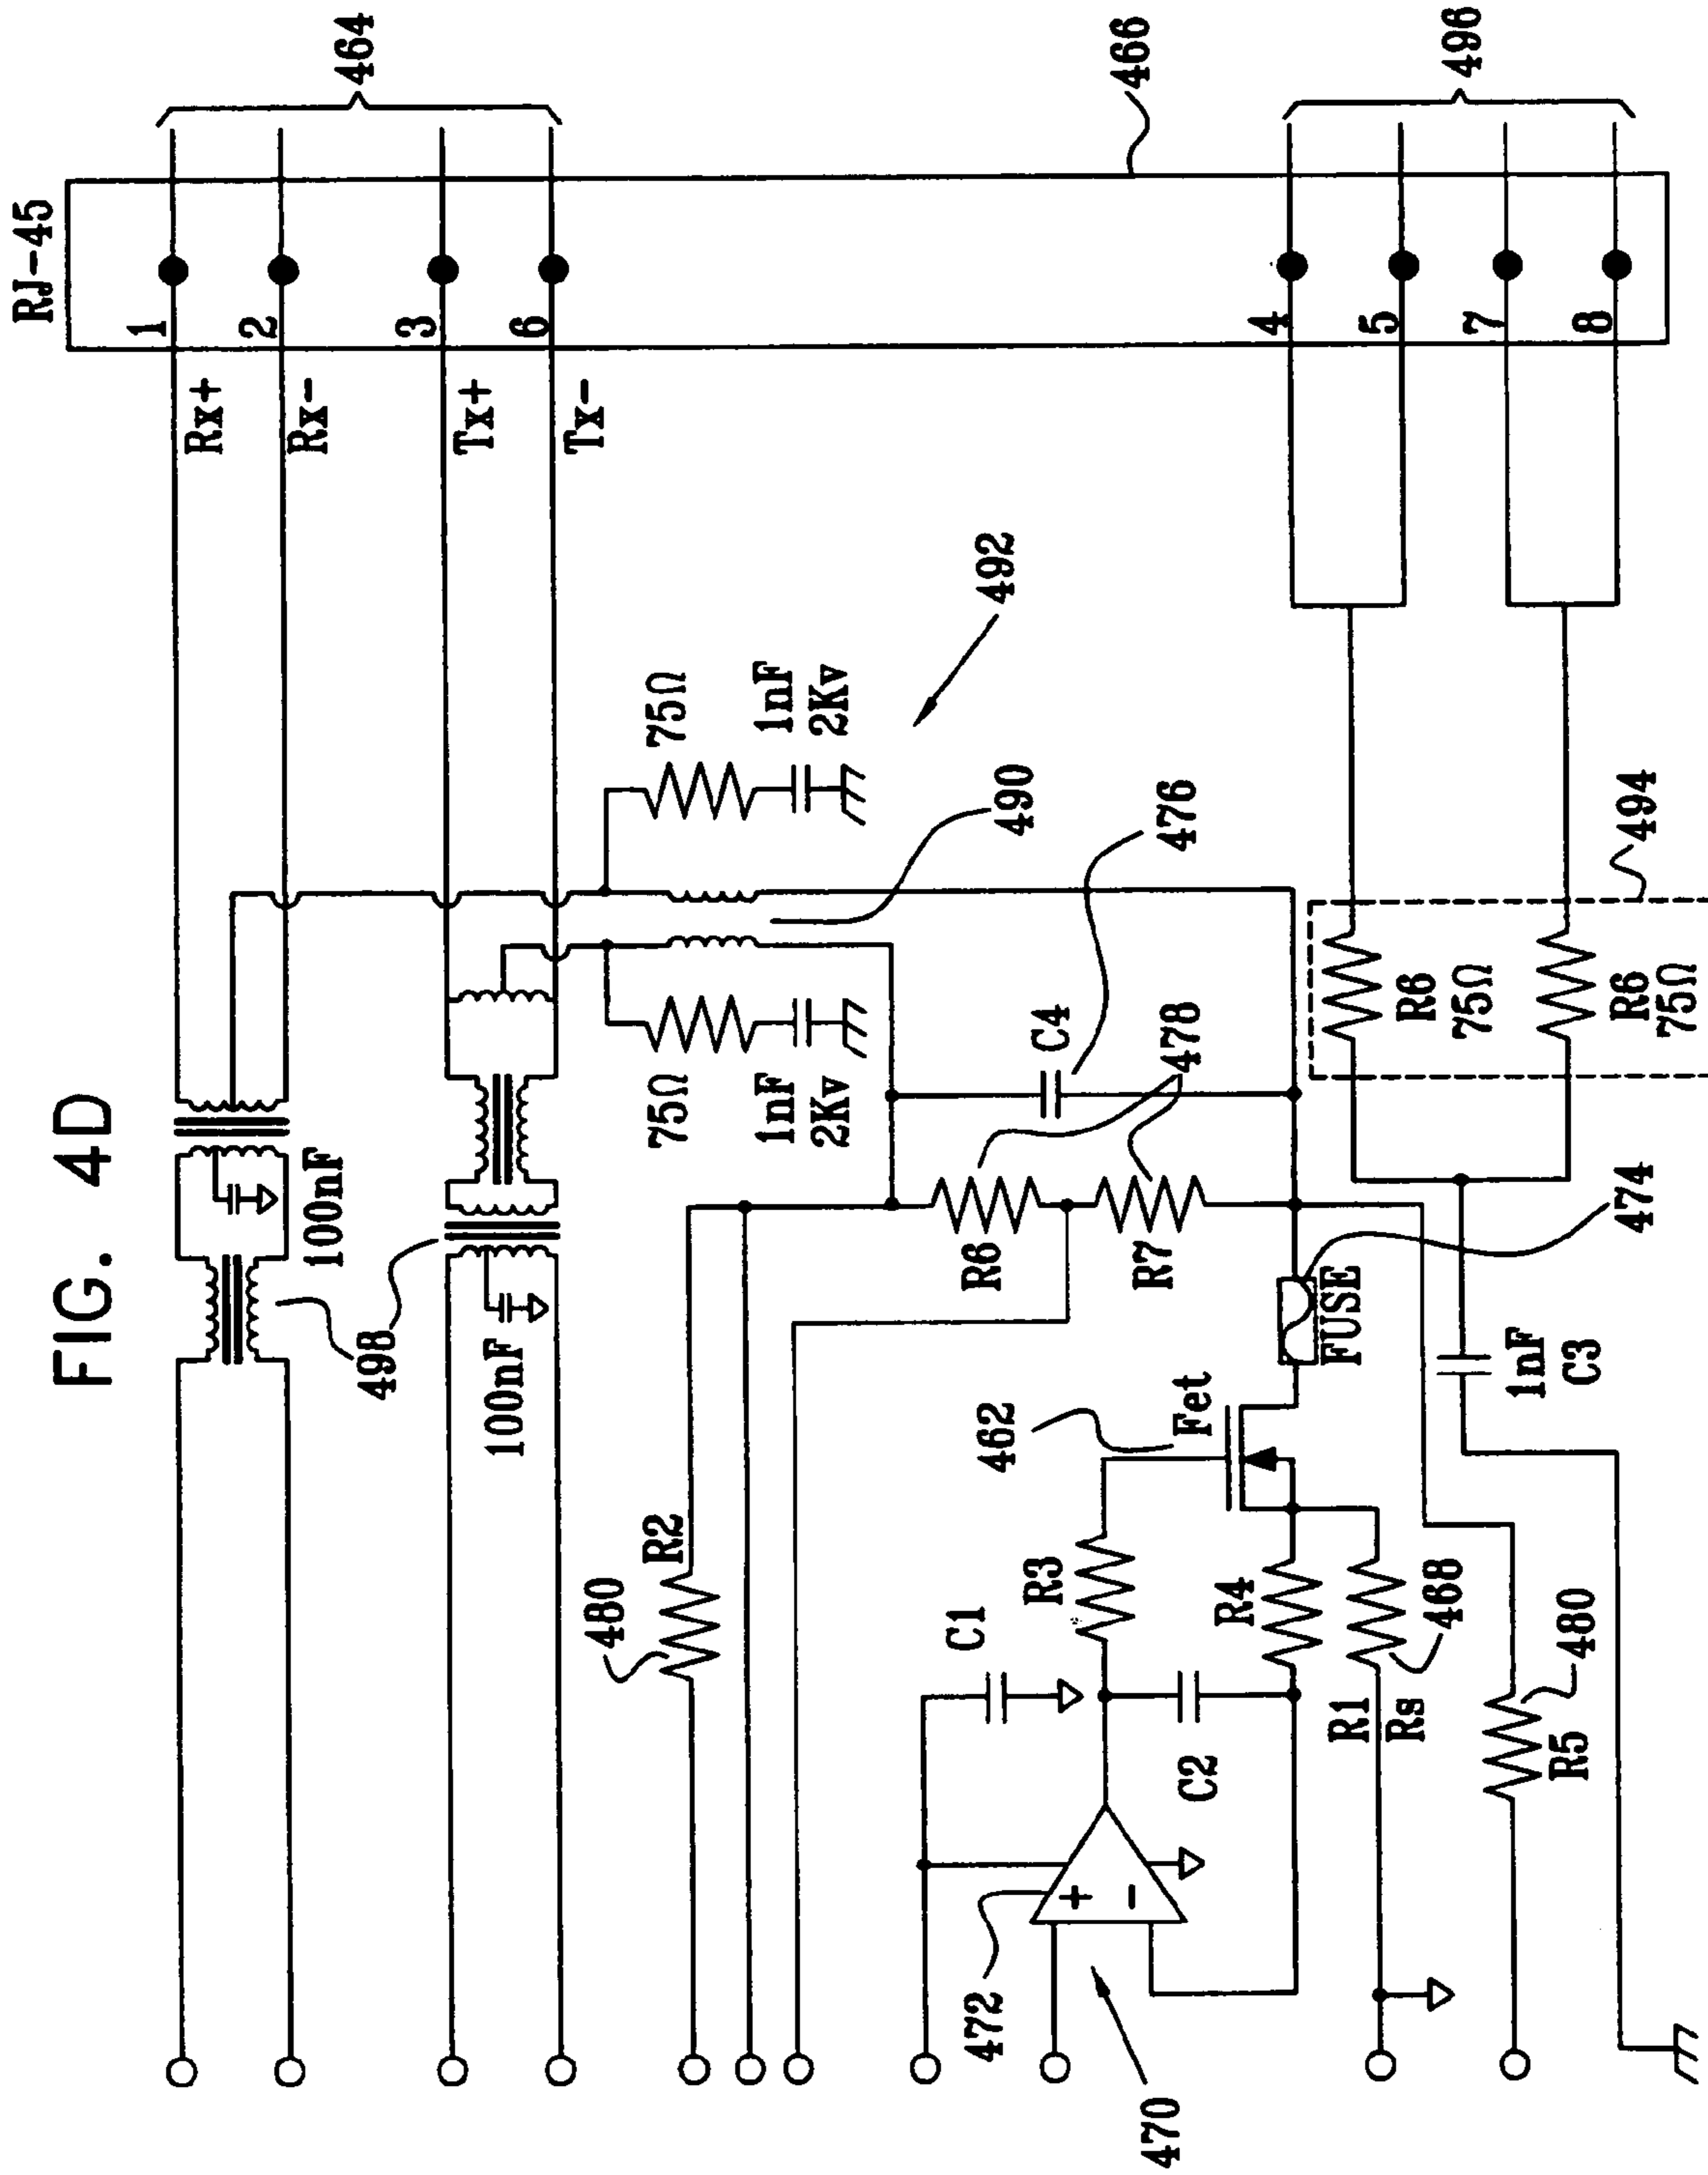 FIG. 4D
RJ-45
464
466
496
1
2
3
6
4
5
7
8
Rx+
Rx-
Tx+
Tx-
498
100nF
100nF
75Ω
1nF
2Kv
75Ω
1nF
2Kv
492
490
476
C4
478
R6
R7
480
R2
474
FUSE
494
R6
75Ω
R6
75Ω
1nF
C3
462
Fet
R3
R4
C1
C2
472
+
-
470
R1
Rs
468
R5
480